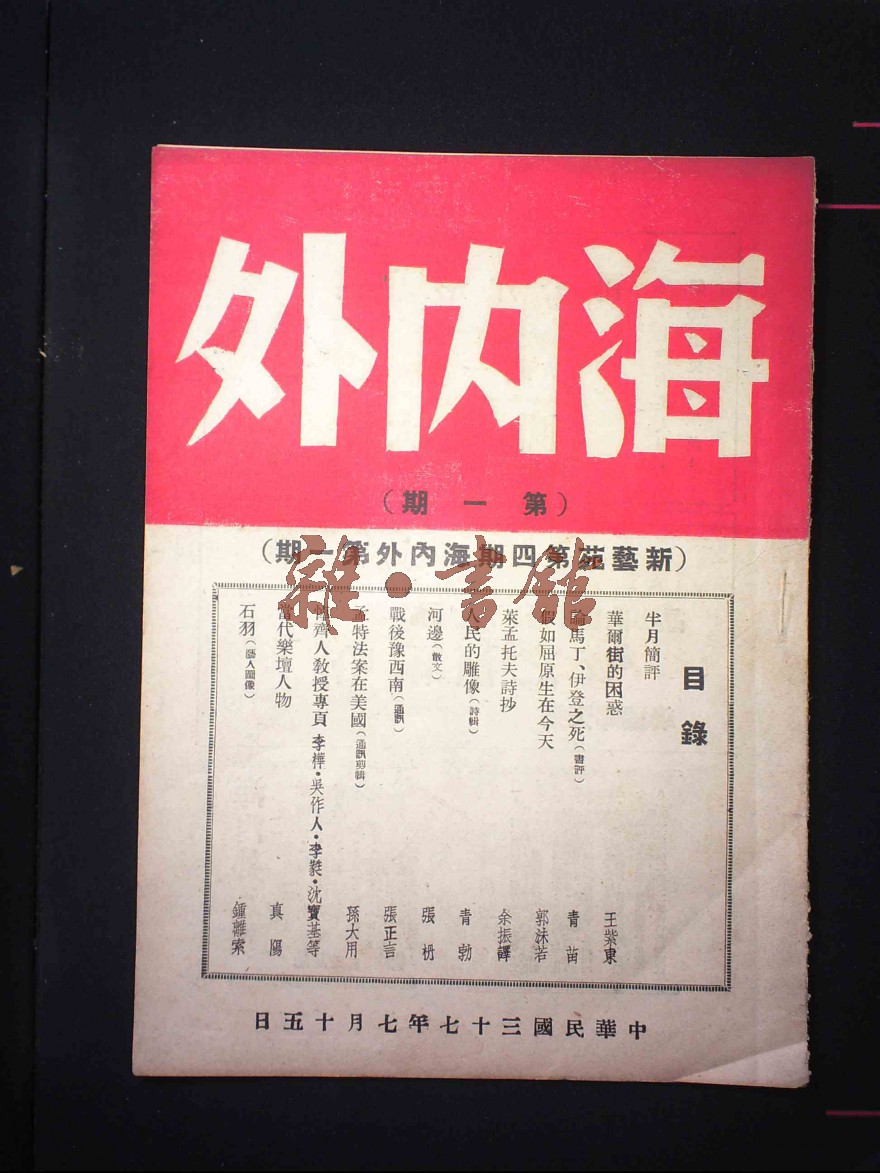 海內外
（第一期）
（新藝苑第四期海內外第一期）
雜·書館
目錄
半月簡評
華爾街的困惑 王紫東
論馬丁、伊登之死（書評） 青苗
假如屈原生在今天 郭沫若
萊孟托夫詩抄 余振譯
人民的雕像（詩輯） 青勃
河邊（散文） 張枬
戰後豫西南（通訊） 張正言
孟特法案在美國（通訊剪輯） 孫大用
齊人教授專頁 李樺·吳作人·李·沈寶基等
當代樂壇人物 真
石羽（藝人圖像） 鍾離索
中華民國三十七年七月十五日